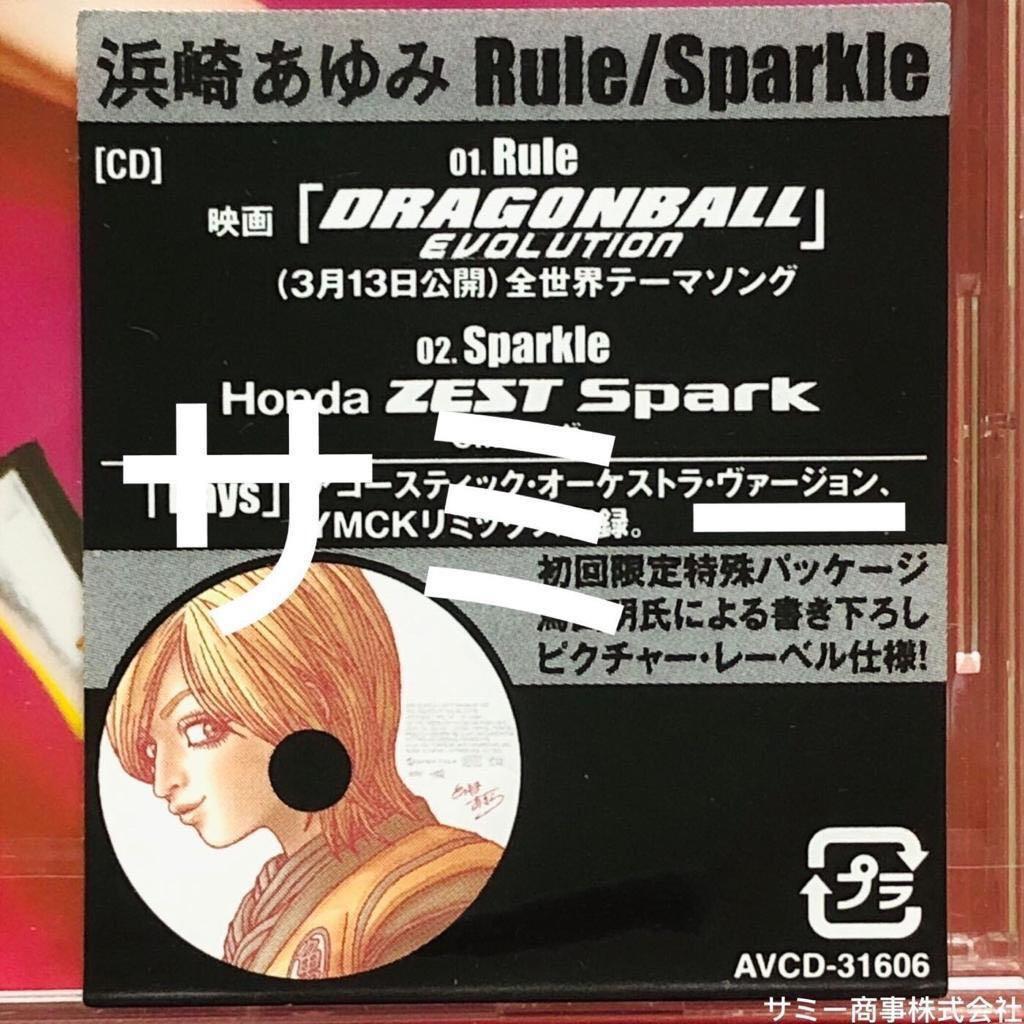 浜崎あゆみ Rule/Sparkle
[CD]
01. Rule
映画「DRAGONBALL
EVOLUTION」
(3月13日公開) 全世界テーマソング
02. Sparkle
Honda ZEST Spark
コースティック・オーケストラ・ヴァージョン、
YMCKリミックス 録。
サミー
初回限定特殊パッケージ
明氏による書き下ろし
ピクチャー・レーベル仕様!
プラ
AVCD-31606
サミー商事株式会社